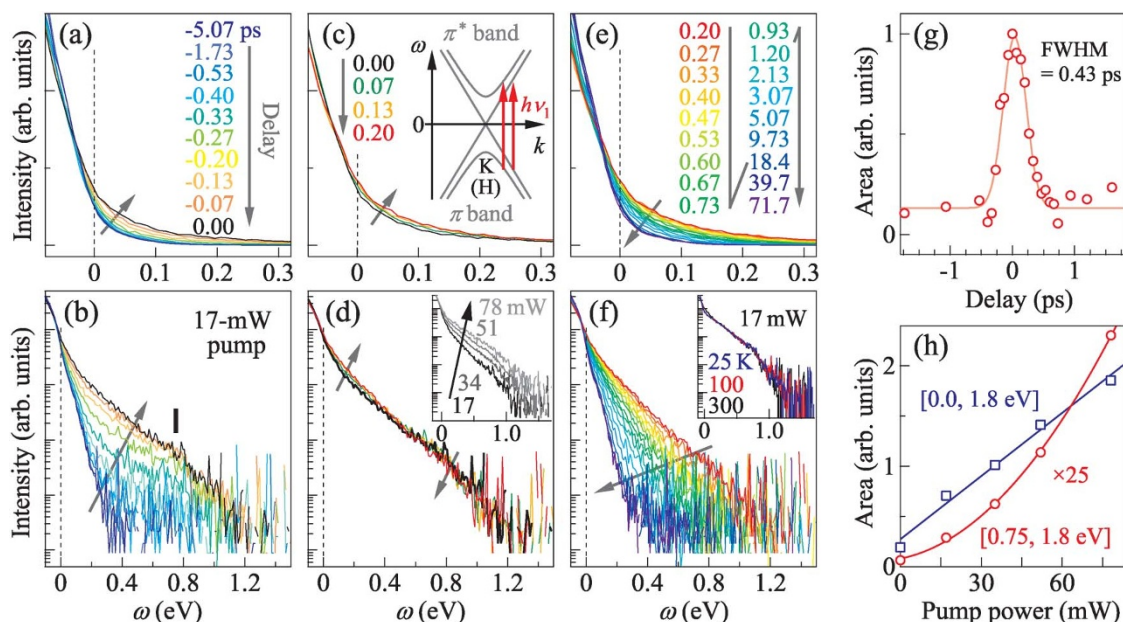 Intensity (arb. units)
(a)
-5.07 ps
-1.73
-0.53
-0.40
-0.33
-0.27
-0.20
-0.13
-0.07
0.00
Delay
0 0.1 0.2 0.3
(c)
0.00
0.07
0.13
0.20
ω
π* band
hν1
0
k
K
(H)
π band
0 0.1 0.2 0.3
(e)
0.20 0.93
0.27 1.20
0.33 2.13
0.40 3.07
0.47 5.07
0.53 9.73
0.60 18.4
0.67 39.7
0.73 71.7
0 0.1 0.2 0.3
(g)
FWHM
= 0.43 ps
Area (arb. units)
1
0
-1 0 1
Delay (ps)
Intensity (arb. units)
(b)
17-mW
pump
0 0.4 0.8 1.2
ω (eV)
(d)
78 mW
51
34
17
0 1.0
0 0.4 0.8 1.2
ω (eV)
(f)
17 mW
25 K
100
300
0 1.0
0 0.4 0.8 1.2
ω (eV)
(h)
Area (arb. units)
2
1
0
[0.0, 1.8 eV]
×25
[0.75, 1.8 eV]
0 30 60
Pump power (mW)